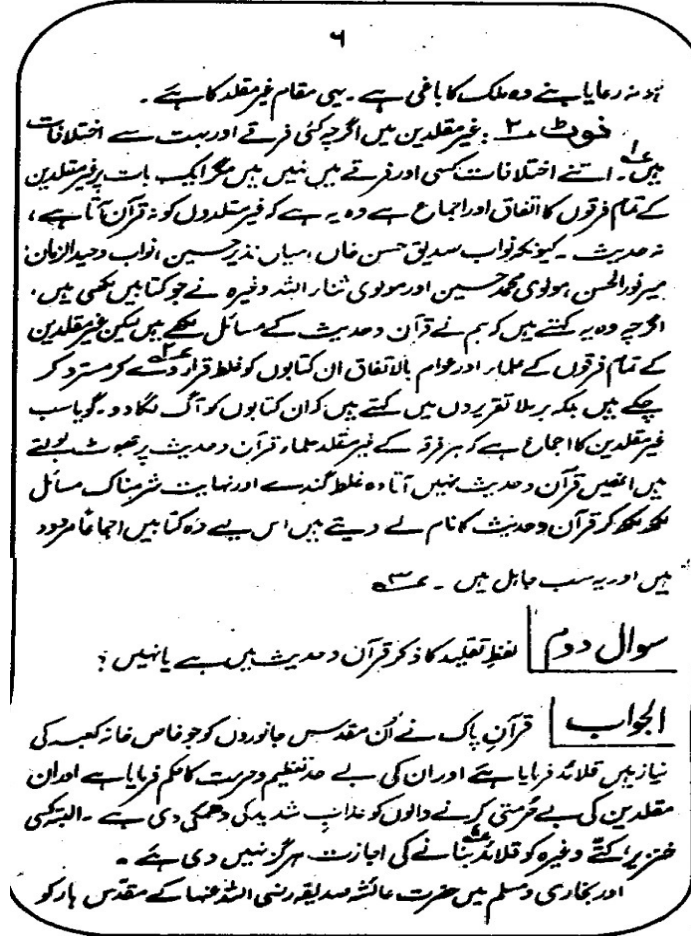 ٦
ہو نہ رعایا بنے وہ ملک کا باغی ہے ۔ یہی مقام غیر مقلد کا ہے ۔
نوٹ ٢ : غیر مقلدین میں اگرچہ کئی فرقے اور بہت سے اختلافات
ہیں ۔ ع۱ اتنے اختلافات کسی اور فرقے میں نہیں ہیں مگر ایک بات پر غیر مقلدین
کے تمام فرقوں کا اتفاق اور اجماع ہے وہ یہ ہے کہ غیر مقلدوں کو نہ قرآن آتا ہے ،
نہ حدیث ۔ کیونکہ نواب صدیق حسن خاں ، میاں نذیر حسین ، نواب وحید الزمان ،
میر نور الحسن ، مولوی محمد حسین اور مولوی ثناء اللہ وغیرہ نے جو کتابیں لکھی ہیں ،
اگرچہ وہ یہ کہتے ہیں کہ ہم نے قرآن و حدیث کے مسائل لکھے ہیں لیکن غیر مقلدین
کے تمام فرقوں کے علماء اور عوام بالاتفاق ان کتابوں کو غلط قرار دے کر مسترد کر
چکے ہیں بلکہ برملا تقریروں میں کہتے ہیں کہ ان کتابوں کو آگ لگا دو ۔ گویا سب
غیر مقلدین کا اجماع ہے کہ ہر فرقہ کے غیر مقلد علماء قرآن و حدیث پر جھوٹ بولتے
ہیں انھیں قرآن و حدیث نہیں آتا وہ غلط گندے اور نہایت شرمناک مسائل
لکھ لکھ کر قرآن و حدیث کا نام لے دیتے ہیں اس لیے وہ کتابیں اجماعاً مردود
ہیں اور یہ سب جاہل ہیں ۔ ع۳
سوال دوم | لفظِ تقلید کا ذکر قرآن و حدیث میں ہے یا نہیں ؟
الجواب | قرآنِ پاک نے اُن مقدس جانوروں کو جو خاص خانہ کعبہ کی
نیاز ہیں قلائد فرمایا ہے اور ان کی بے حد تنظیم و حرمت کا حکم فرمایا ہے اور ان
مقلدین کی بے حُرمتی کرنے والوں کو عذابِ شدید کی دھمکی دی ہے ۔ البتہ کسی
خنزیر ، کتّے وغیرہ کو قلائد بنانے کی اجازت ہرگز نہیں دی ہے ۔
اور بخاری و مسلم میں حضرت عائشہ صدیقہ رضی اللہ عنہا کے مقدّس ہار کو